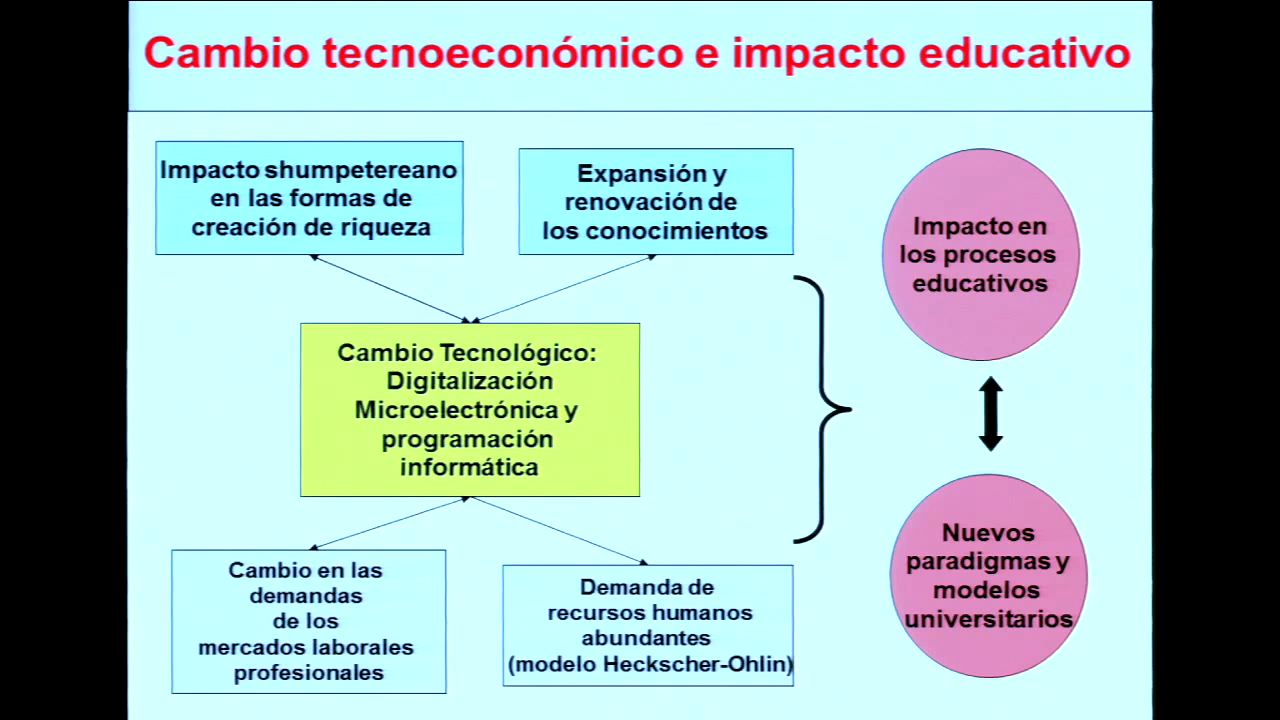 Cambio tecnoeconómico e impacto educativo
Impacto shumpetereano
en las formas de
creación de riqueza
Expansión y
renovación de
los conocimientos
Impacto en
los procesos
educativos
Cambio Tecnológico:
Digitalización
Microelectrónica y
programación
informática
Cambio en las
demandas
de los
mercados laborales
profesionales
Demanda de
recursos humanos
abundantes
(modelo Heckscher-Ohlin)
Nuevos
paradigmas y
modelos
universitarios